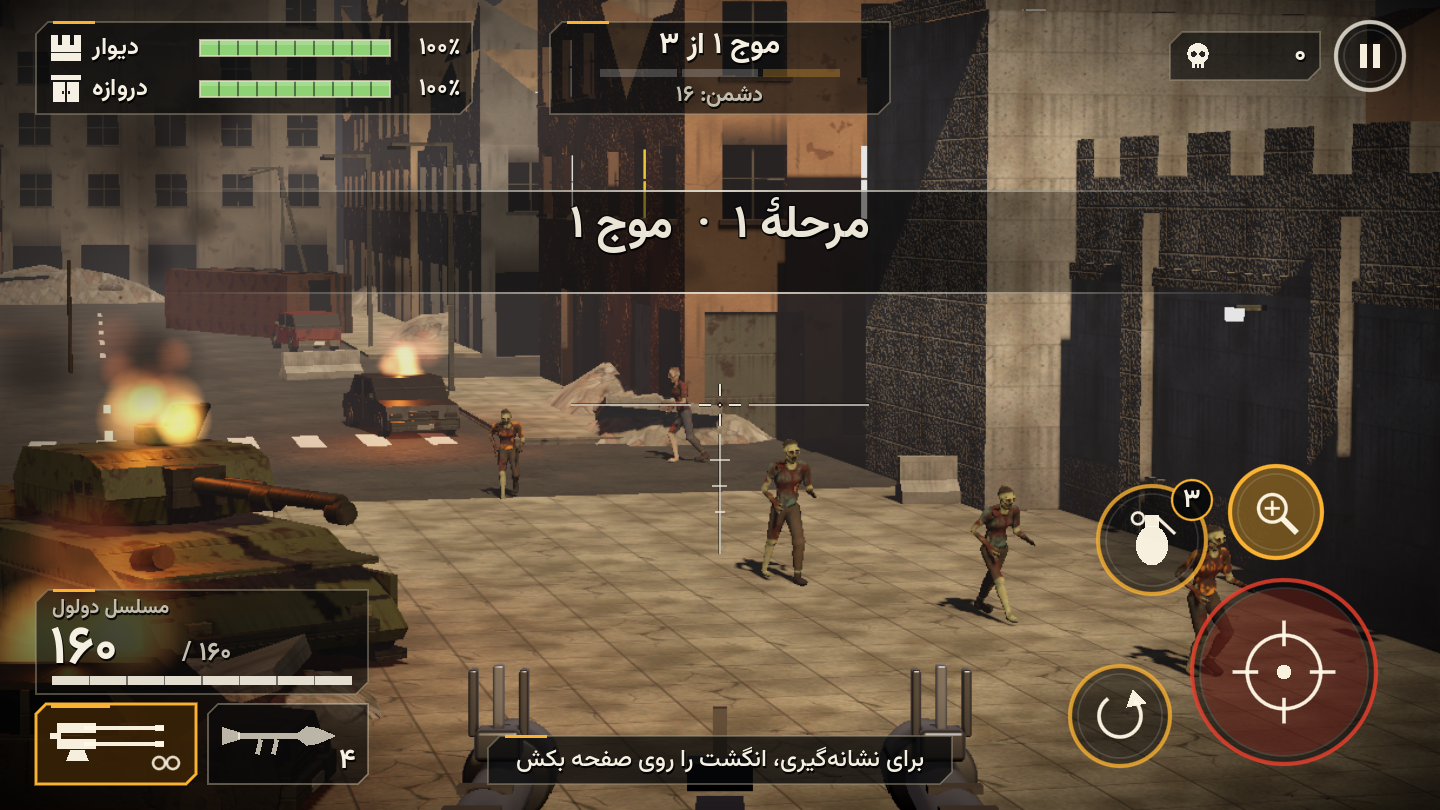 دیوار ۱۰۰٪
دروازه ۱۰۰٪
موج ۱ از ۳
دشمن: ۱۶
۰
مرحلهٔ ۱ · موج ۱
۳
مسلسل دولول
۱۶۰ / ۱۶۰
∞
۴
برای نشانه‌گیری، انگشت را روی صفحه بکش